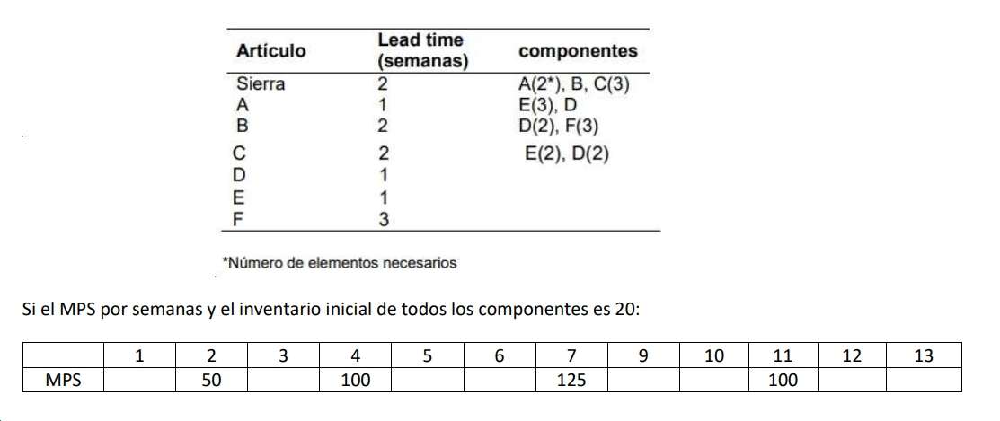 Artículo Lead time (semanas) componentes
Sierra 2 A(2*), B, C(3)
A 1 E(3), D
B 2 D(2), F(3)
C 2 E(2), D(2)
D 1
E 1
F 3
*Número de elementos necesarios
Si el MPS por semanas y el inventario inicial de todos los componentes es 20:
1 2 3 4 5 6 7 9 10 11 12 13
MPS 50 100 125 100